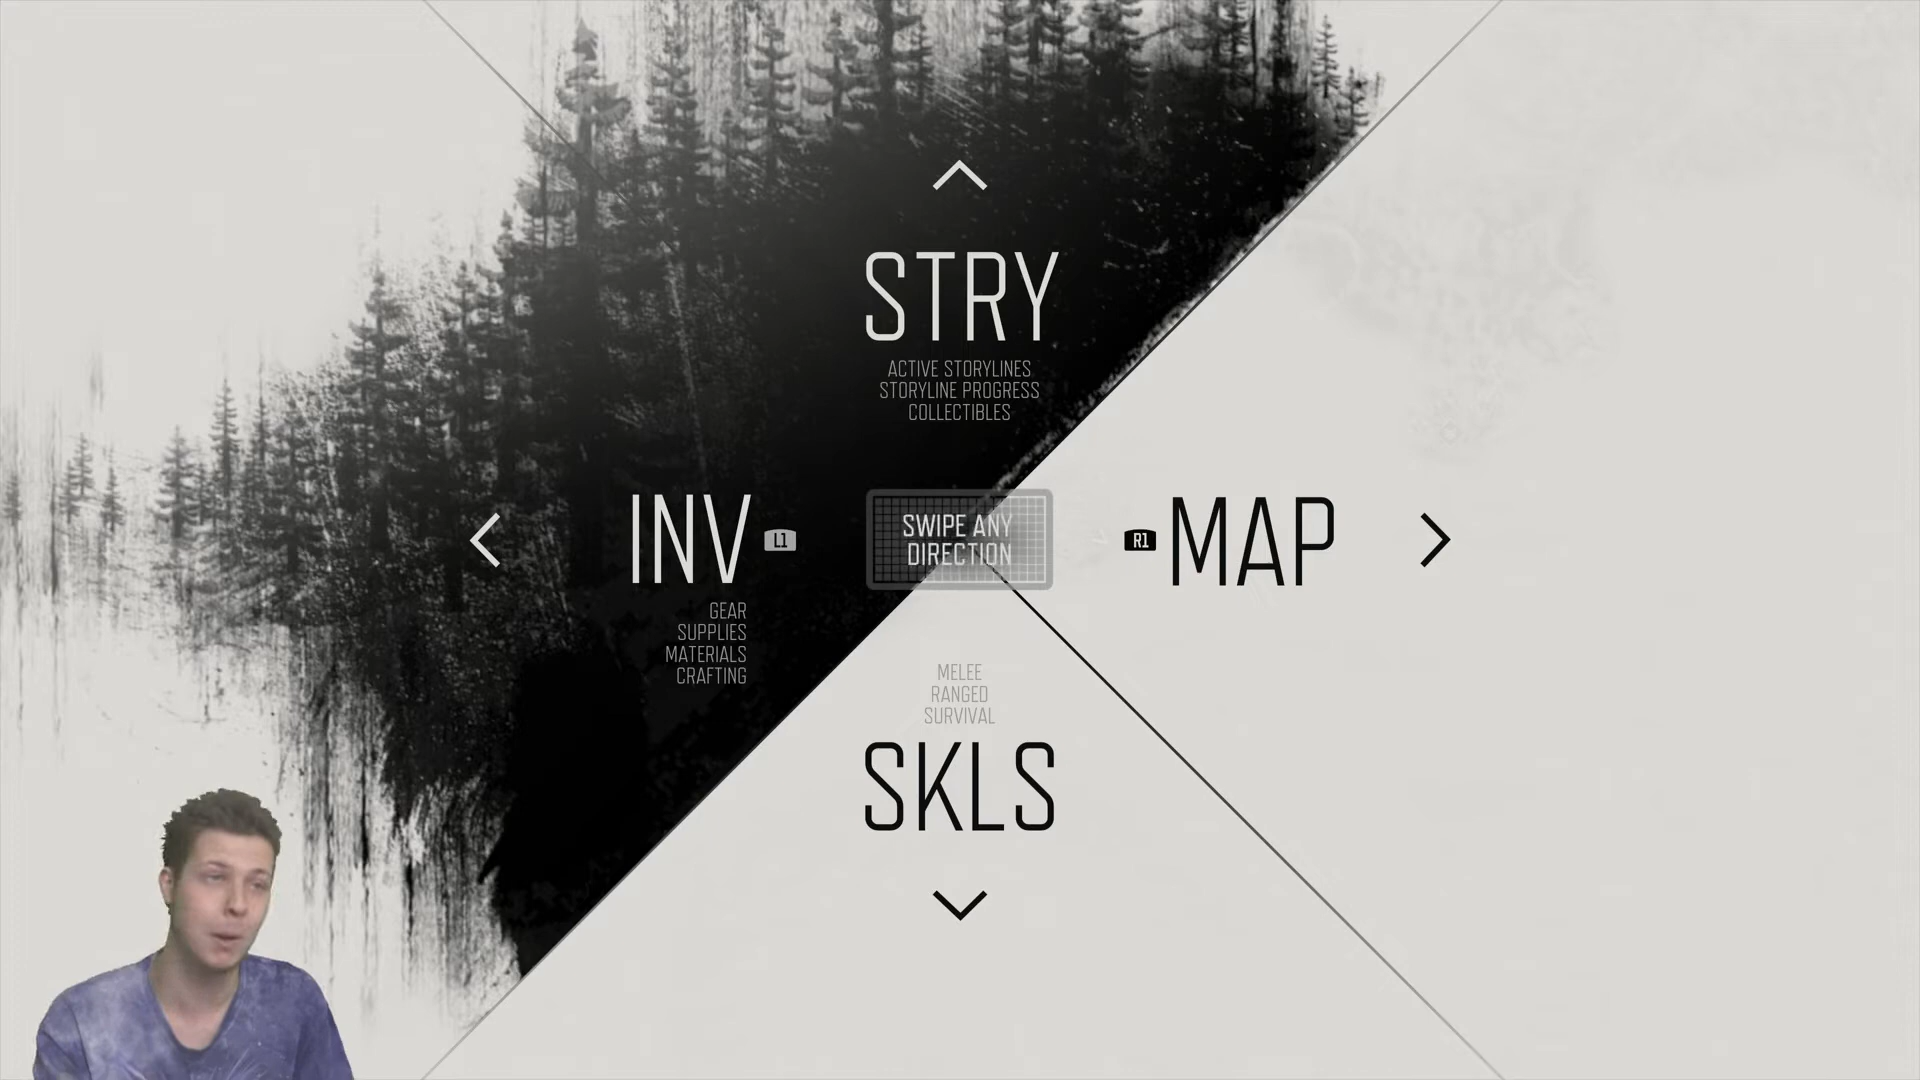 STRY
ACTIVE STORYLINES
STORYLINE PROGRESS
COLLECTIBLES
INV L1
SWIPE ANY
DIRECTION
R1 MAP
GEAR
SUPPLIES
MATERIALS
CRAFTING
MELEE
RANGED
SURVIVAL
SKLS